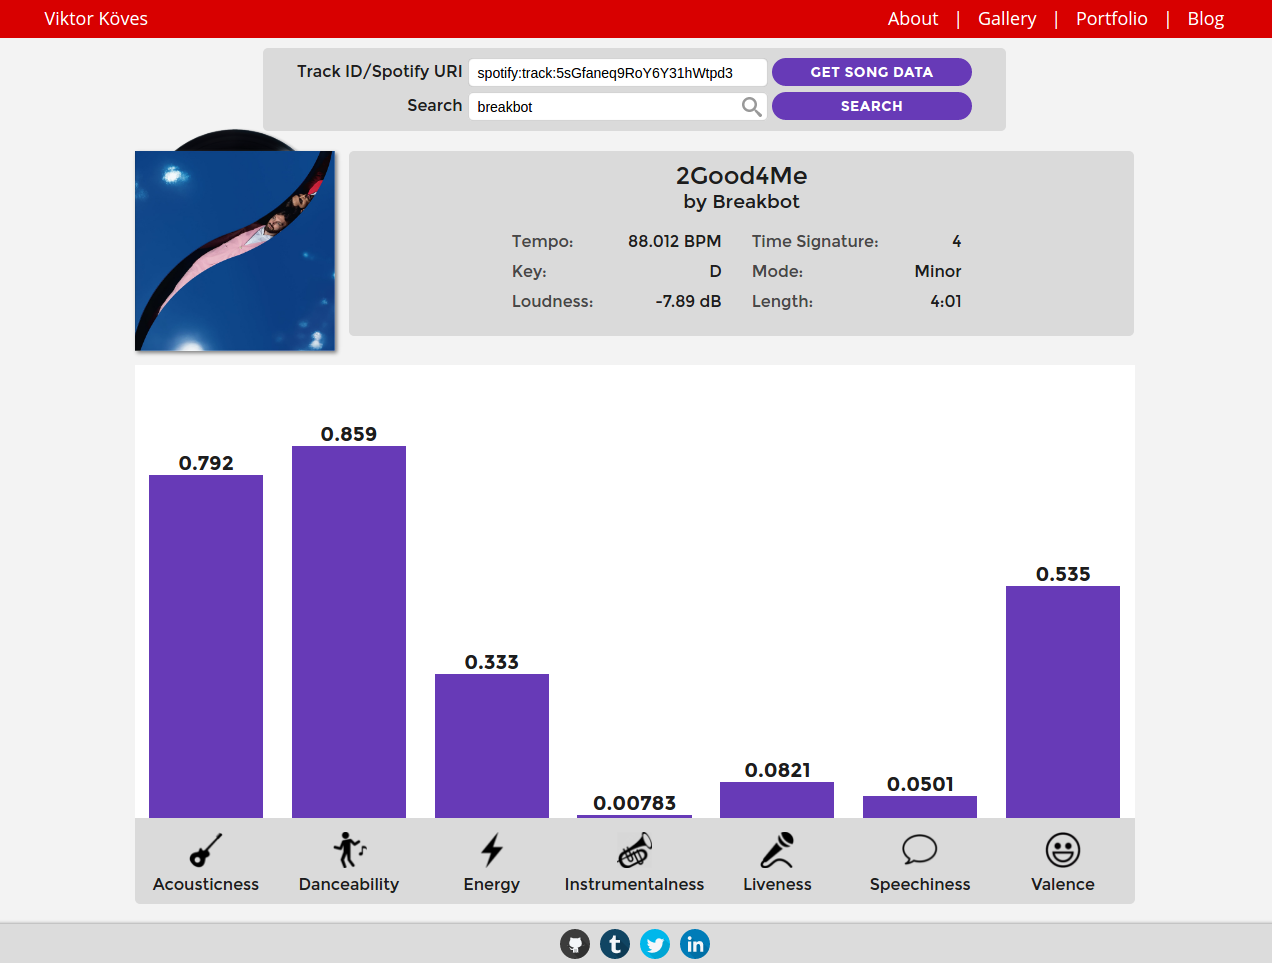 Viktor Köves
About | Gallery | Portfolio | Blog
Track ID/Spotify URI spotify:track:5sGfaneq9RoY6Y31hWtpd3 GET SONG DATA
Search breakbot SEARCH
2Good4Me
by Breakbot
Tempo: 88.012 BPM Time Signature: 4
Key: D Mode: Minor
Loudness: -7.89 dB Length: 4:01
0.792 0.859 0.333 0.00783 0.0821 0.0501 0.535
Acousticness Danceability Energy Instrumentalness Liveness Speechiness Valence
t in